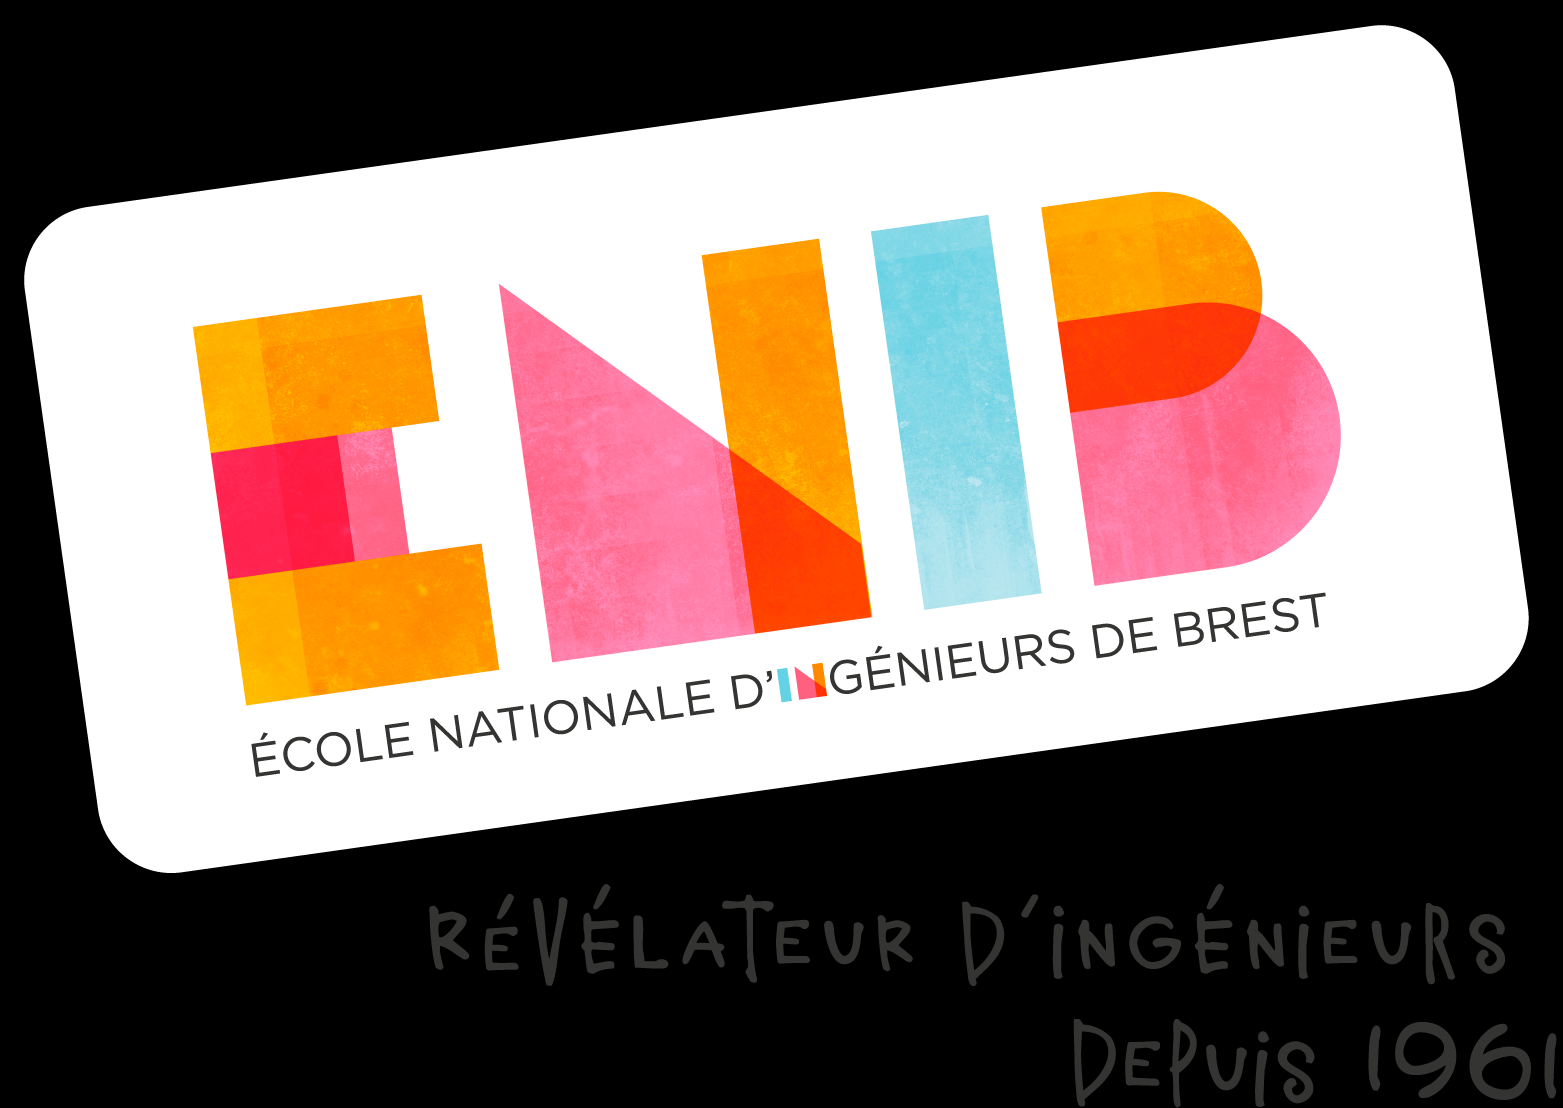 ENIB
ÉCOLE NATIONALE D'INGÉNIEURS DE BREST
RÉVÉLATEUR D'INGÉNIEURS
DEPUIS 1961